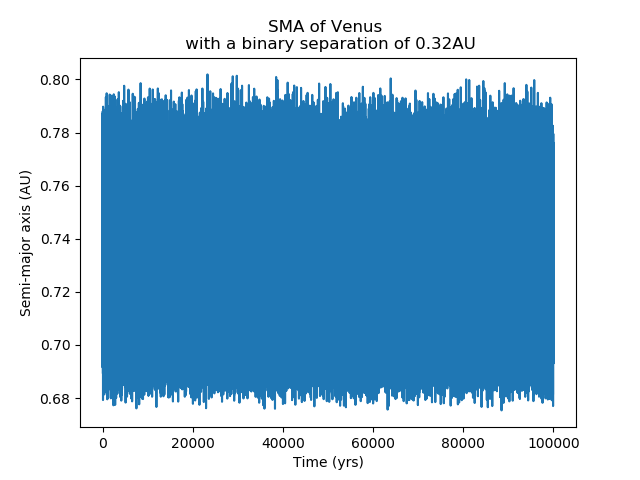 SMA of Venus
with a binary separation of 0.32AU
0.80
0.78
0.76
0.74
0.72
0.70
0.68
Semi-major axis (AU)
0 20000 40000 60000 80000 100000
Time (yrs)